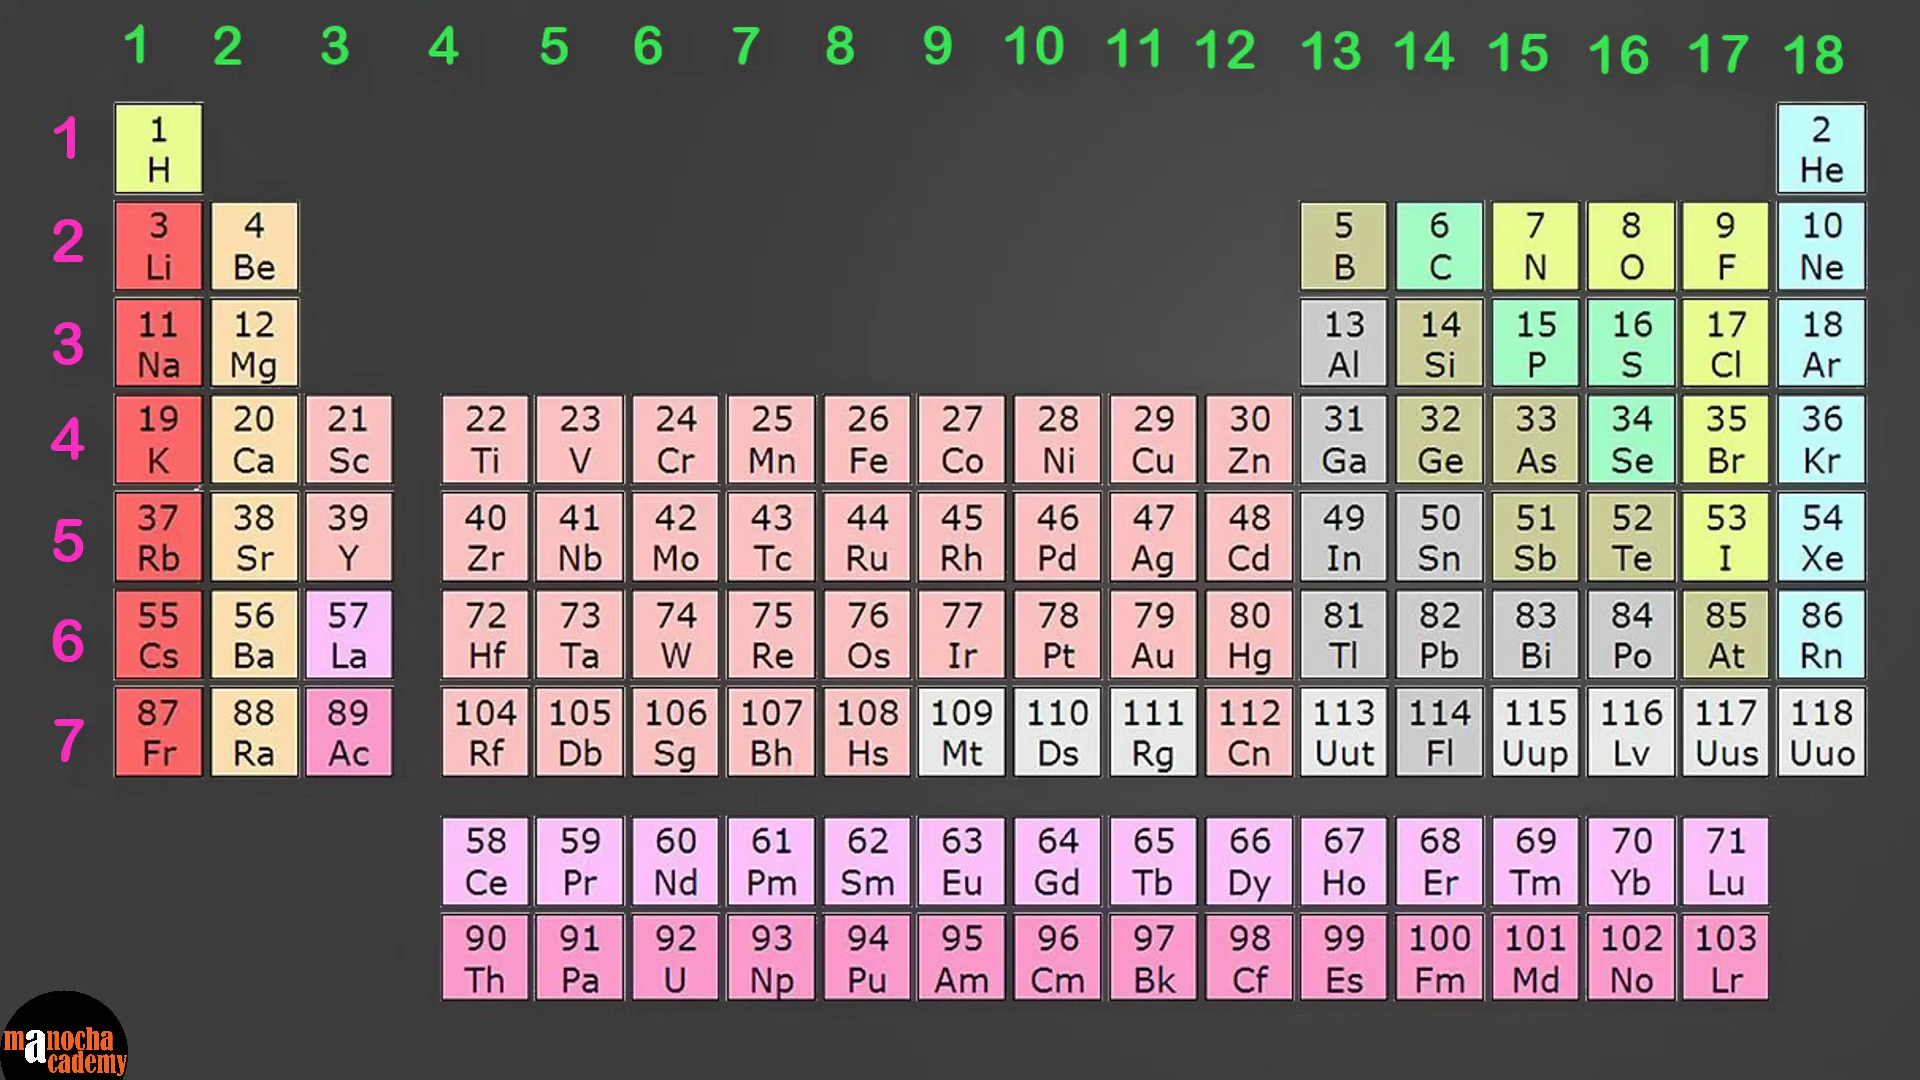 1 2 3 4 5 6 7 8 9 10 11 12 13 14 15 16 17 18
1
1 2
H He
2
3 4 5 6 7 8 9 10
Li Be B C N O F Ne
3
11 12 13 14 15 16 17 18
Na Mg Al Si P S Cl Ar
4
19 20 21 22 23 24 25 26 27 28 29 30 31 32 33 34 35 36
K Ca Sc Ti V Cr Mn Fe Co Ni Cu Zn Ga Ge As Se Br Kr
5
37 38 39 40 41 42 43 44 45 46 47 48 49 50 51 52 53 54
Rb Sr Y Zr Nb Mo Tc Ru Rh Pd Ag Cd In Sn Sb Te I Xe
6
55 56 57 72 73 74 75 76 77 78 79 80 81 82 83 84 85 86
Cs Ba La Hf Ta W Re Os Ir Pt Au Hg Tl Pb Bi Po At Rn
7
87 88 89 104 105 106 107 108 109 110 111 112 113 114 115 116 117 118
Fr Ra Ac Rf Db Sg Bh Hs Mt Ds Rg Cn Uut Fl Uup Lv Uus Uuo
58 59 60 61 62 63 64 65 66 67 68 69 70 71
Ce Pr Nd Pm Sm Eu Gd Tb Dy Ho Er Tm Yb Lu
90 91 92 93 94 95 96 97 98 99 100 101 102 103
Th Pa U Np Pu Am Cm Bk Cf Es Fm Md No Lr
manocha
cademy